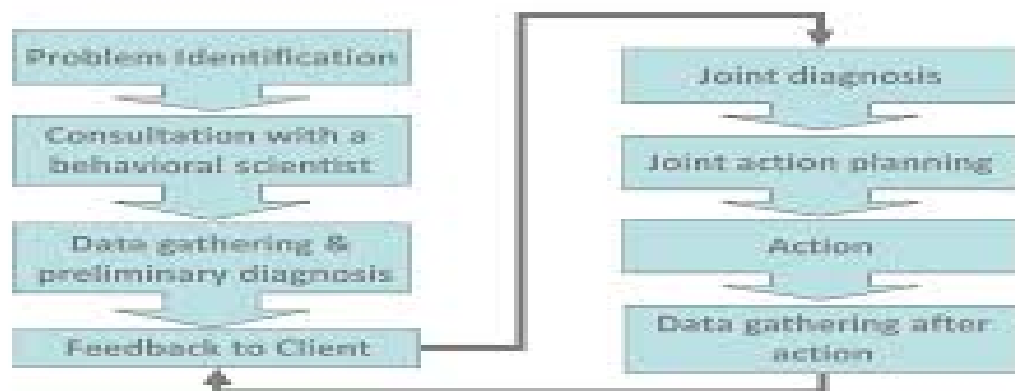 Problem Identification
Consultation with a
behavioral scientist
Data gathering &
preliminary diagnosis
Feedback to Client
Joint diagnosis
Joint action planning
Action
Data gathering after
action